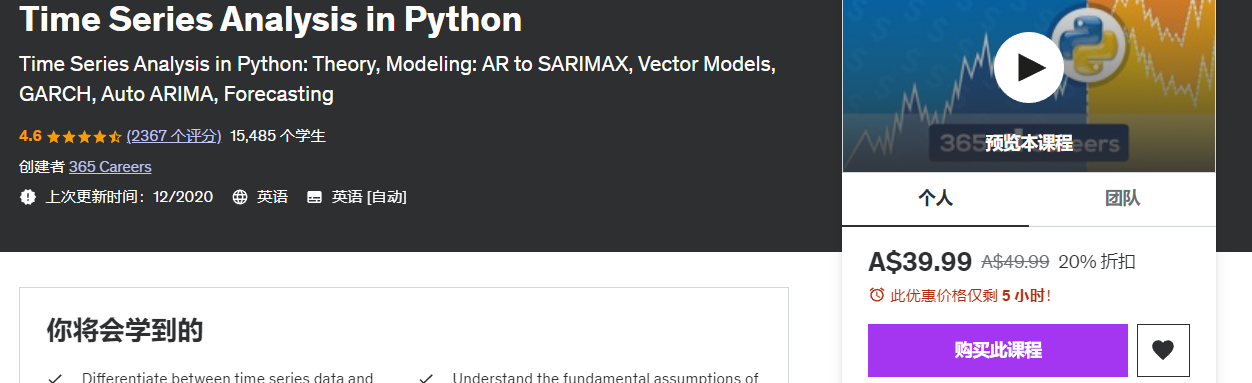 Time Series Analysis in Python
Time Series Analysis in Python: Theory, Modeling: AR to SARIMAX, Vector Models,
GARCH, Auto ARIMA, Forecasting
4.6 (2367 个评分) 15,485 个学生
创建者 365 Careers
上次更新时间：12/2020 英语 英语 [自动]
365 Careers
预览本课程
个人 团队
A$39.99 A$49.99 20% 折扣
此优惠价格仅剩 5 小时！
购买此课程
你将会学到的
Differentiate between time series data and
Understand the fundamental assumptions of